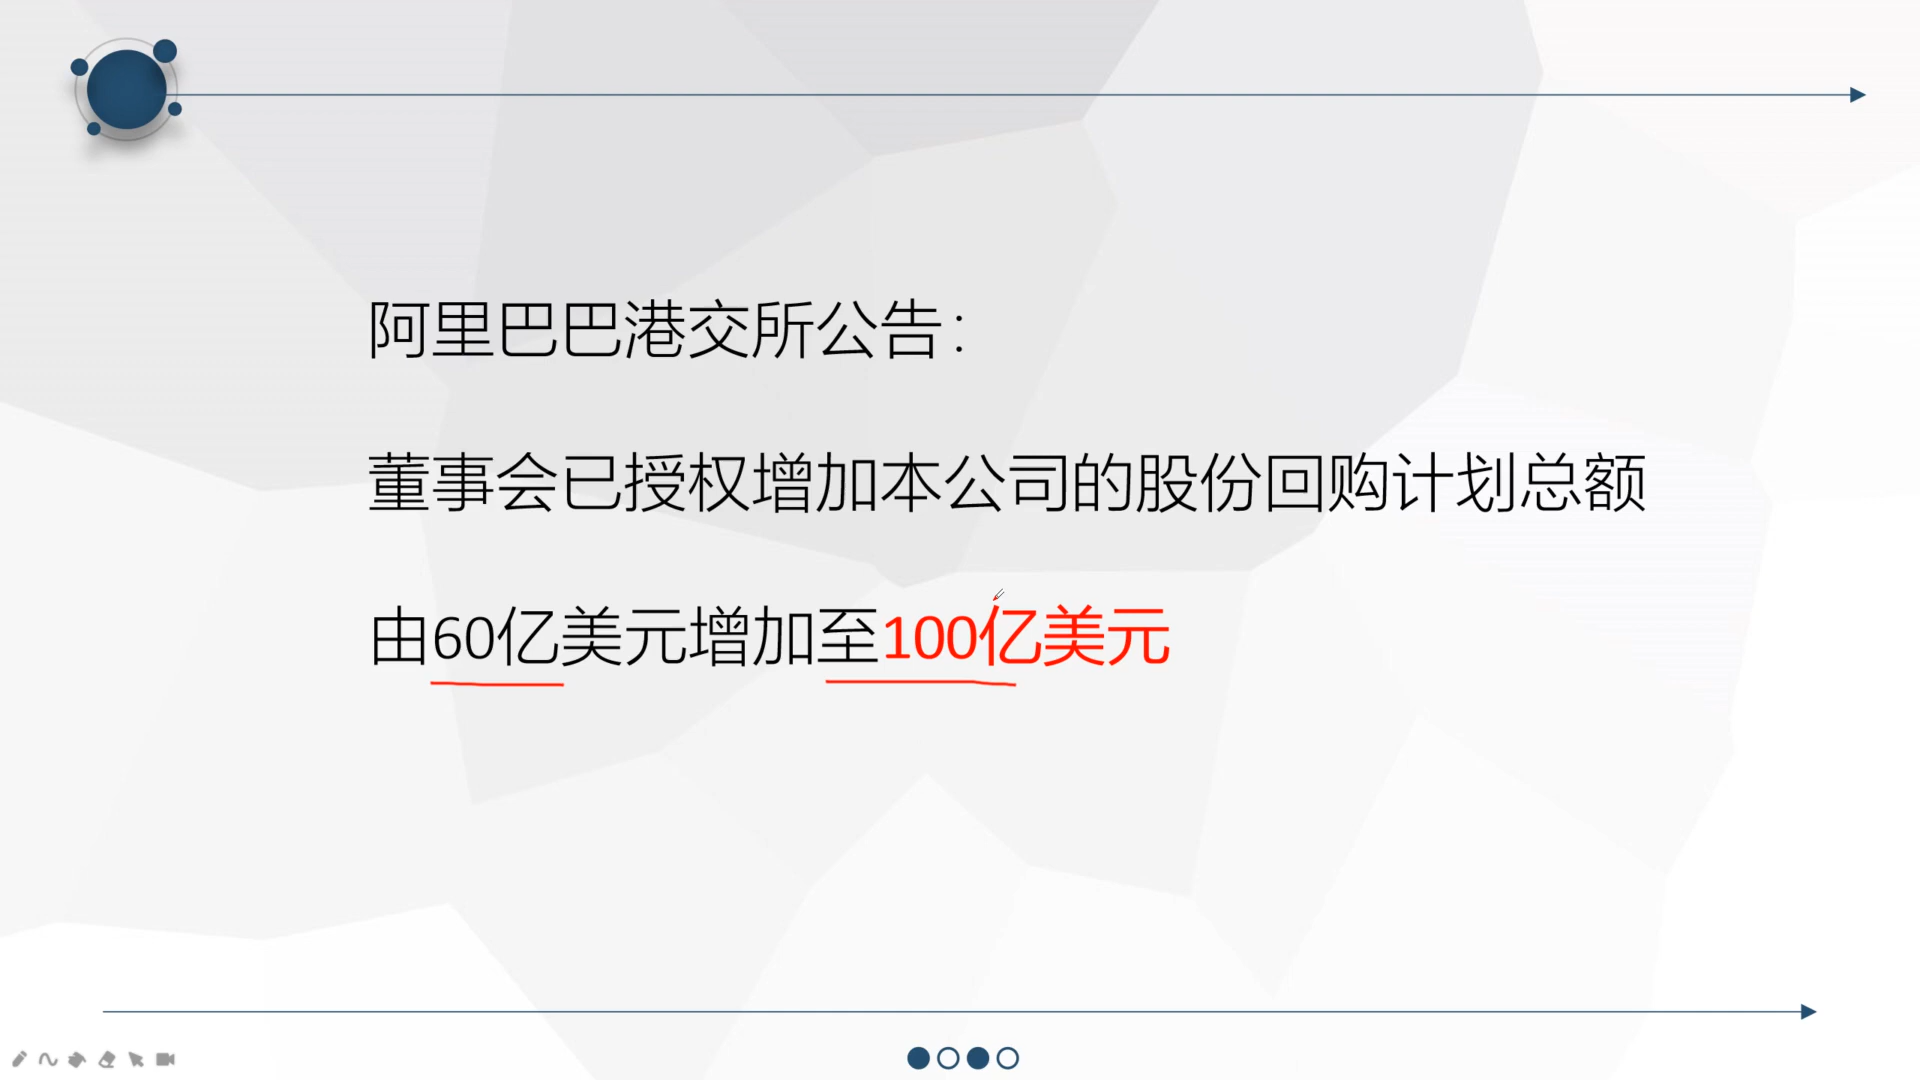 阿里巴巴港交所公告：
董事会已授权增加本公司的股份回购计划总额
由60亿美元增加至100亿美元